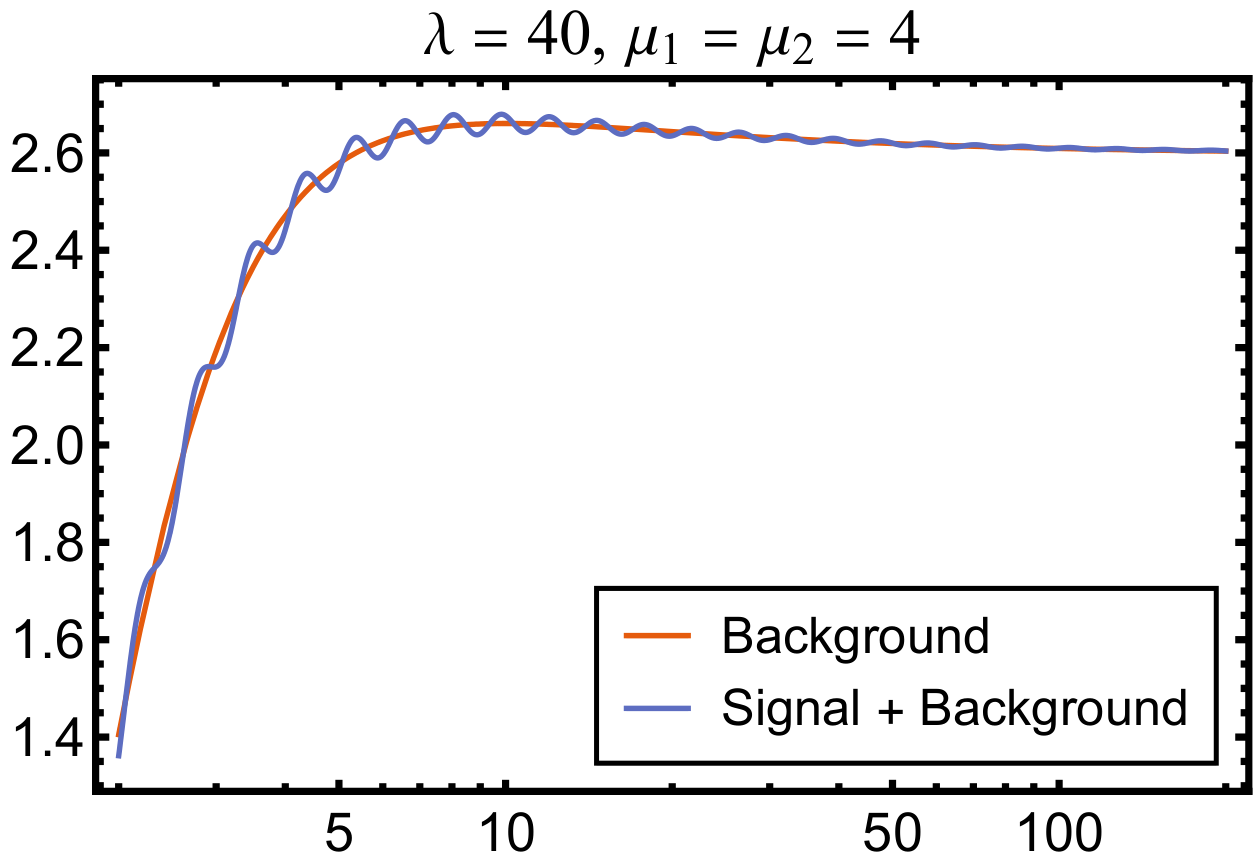 λ = 40, μ₁ = μ₂ = 4
2.6
2.4
2.2
2.0
1.8
1.6
1.4
Background
Signal + Background
5 10 50 100